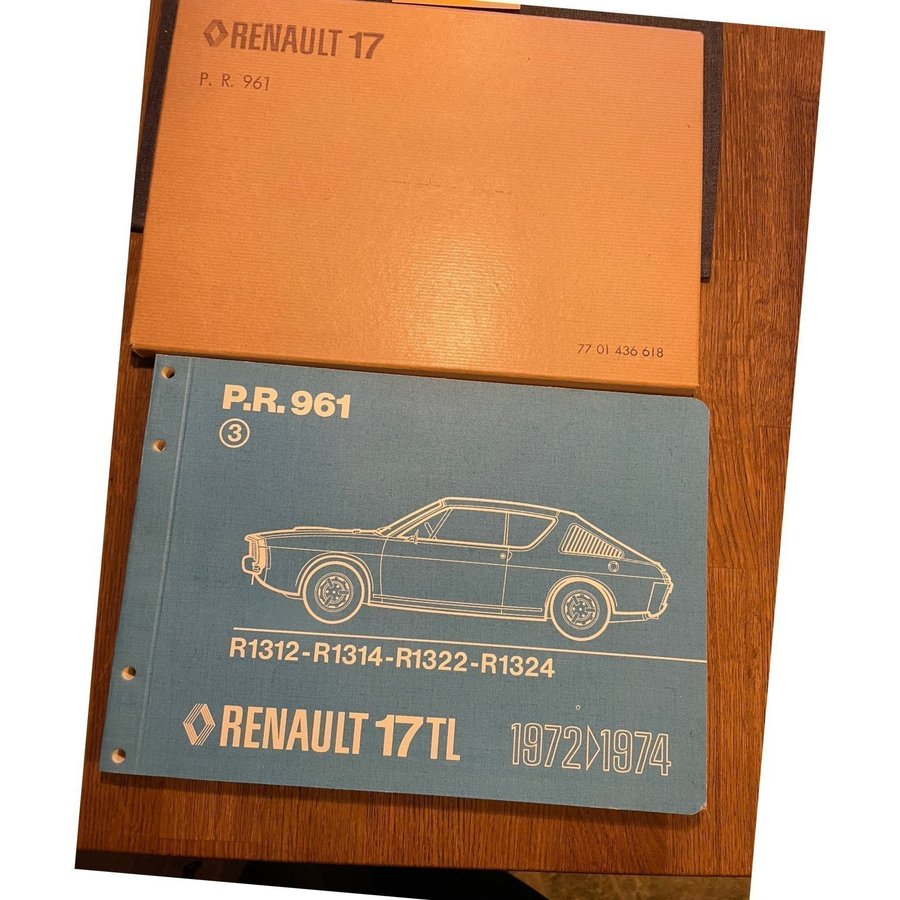 RENAULT 17
P. R. 961
77 01 436 618
P.R. 961
3
R1312-R1314-R1322-R1324
RENAULT 17TL 1972▷1974